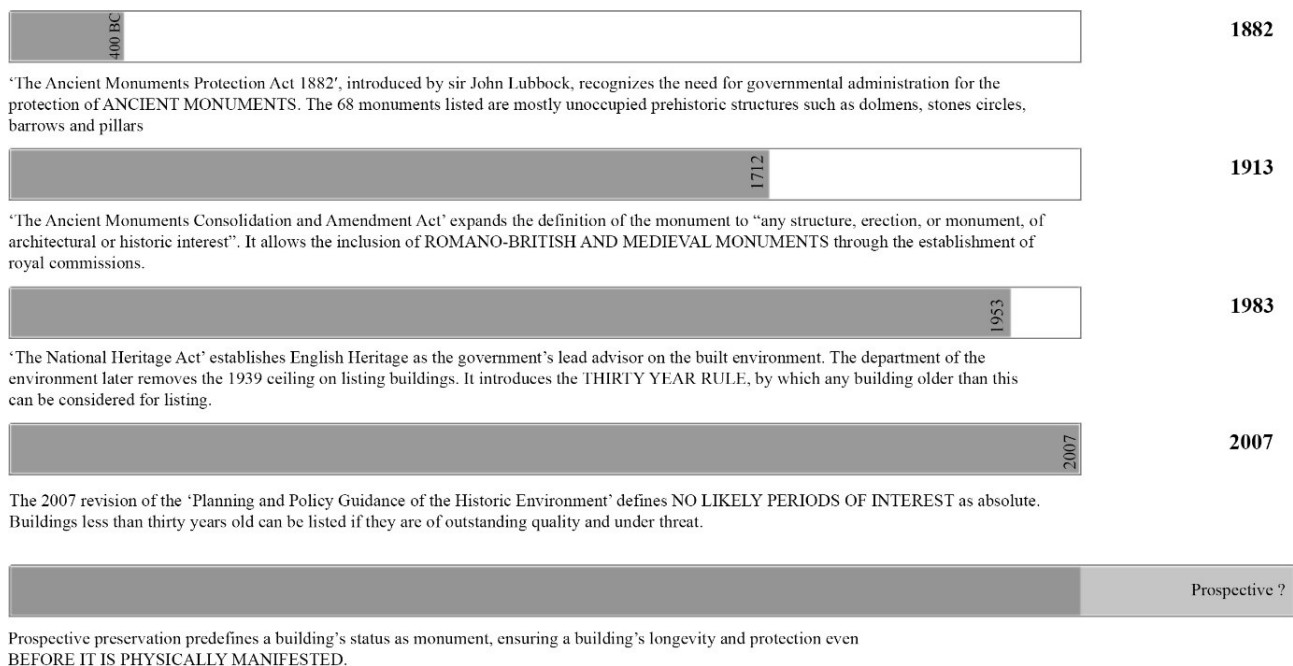 400 BC
1882
‘The Ancient Monuments Protection Act 1882′, introduced by sir John Lubbock, recognizes the need for governmental administration for the
protection of ANCIENT MONUMENTS. The 68 monuments listed are mostly unoccupied prehistoric structures such as dolmens, stones circles,
barrows and pillars
1712
1913
‘The Ancient Monuments Consolidation and Amendment Act’ expands the definition of the monument to “any structure, erection, or monument, of
architectural or historic interest”. It allows the inclusion of ROMANO-BRITISH AND MEDIEVAL MONUMENTS through the establishment of
royal commissions.
1953
1983
‘The National Heritage Act’ establishes English Heritage as the government’s lead advisor on the built environment. The department of the
environment later removes the 1939 ceiling on listing buildings. It introduces the THIRTY YEAR RULE, by which any building older than this
can be considered for listing.
2007
2007
The 2007 revision of the ‘Planning and Policy Guidance of the Historic Environment’ defines NO LIKELY PERIODS OF INTEREST as absolute.
Buildings less than thirty years old can be listed if they are of outstanding quality and under threat.
Prospective ?
Prospective preservation predefines a building’s status as monument, ensuring a building’s longevity and protection even
BEFORE IT IS PHYSICALLY MANIFESTED.